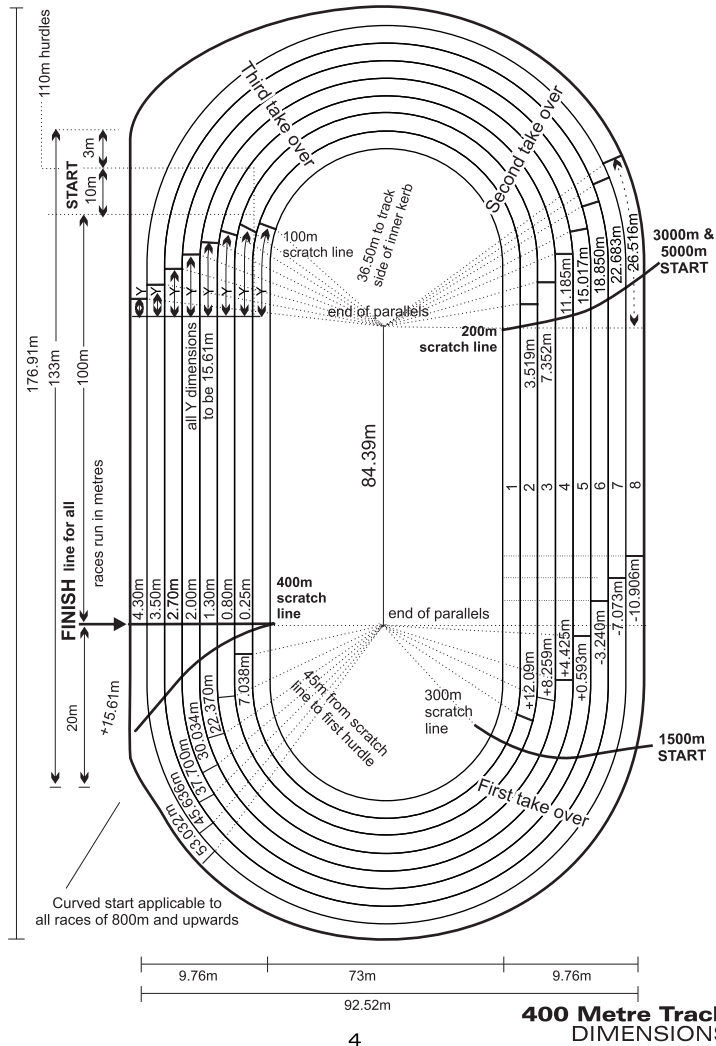 110m hurdles
3m
START
10m
176.91m
133m
100m
Third take over
Second take over
36.50m to track
side of inner kerb
100m
scratch line
Y
Y
Y
Y
Y
Y
Y
Y
all Y dimensions
to be 15.61m
end of parallels
200m
scratch line
3.519m
7.352m
11.185m
15.017m
18.850m
22.683m
26.516m
3000m &
5000m
START
84.39m
1
2
3
4
5
6
7
8
FINISH line for all
races run in metres
4.30m
3.50m
2.70m
2.00m
1.30m
0.80m
0.25m
400m
scratch
line
end of parallels
20m
+15.61m
7.038m
22.370m
30.034m
37.700m
45.636m
53.032m
45m from scratch
line to first hurdle
300m
scratch
line
+12.09m
+8.259m
+4.425m
+0.593m
-3.240m
-7.073m
-10.906m
1500m
START
First take over
Curved start applicable to
all races of 800m and upwards
9.76m
73m
9.76m
92.52m
400 Metre Track
DIMENSIONS
4